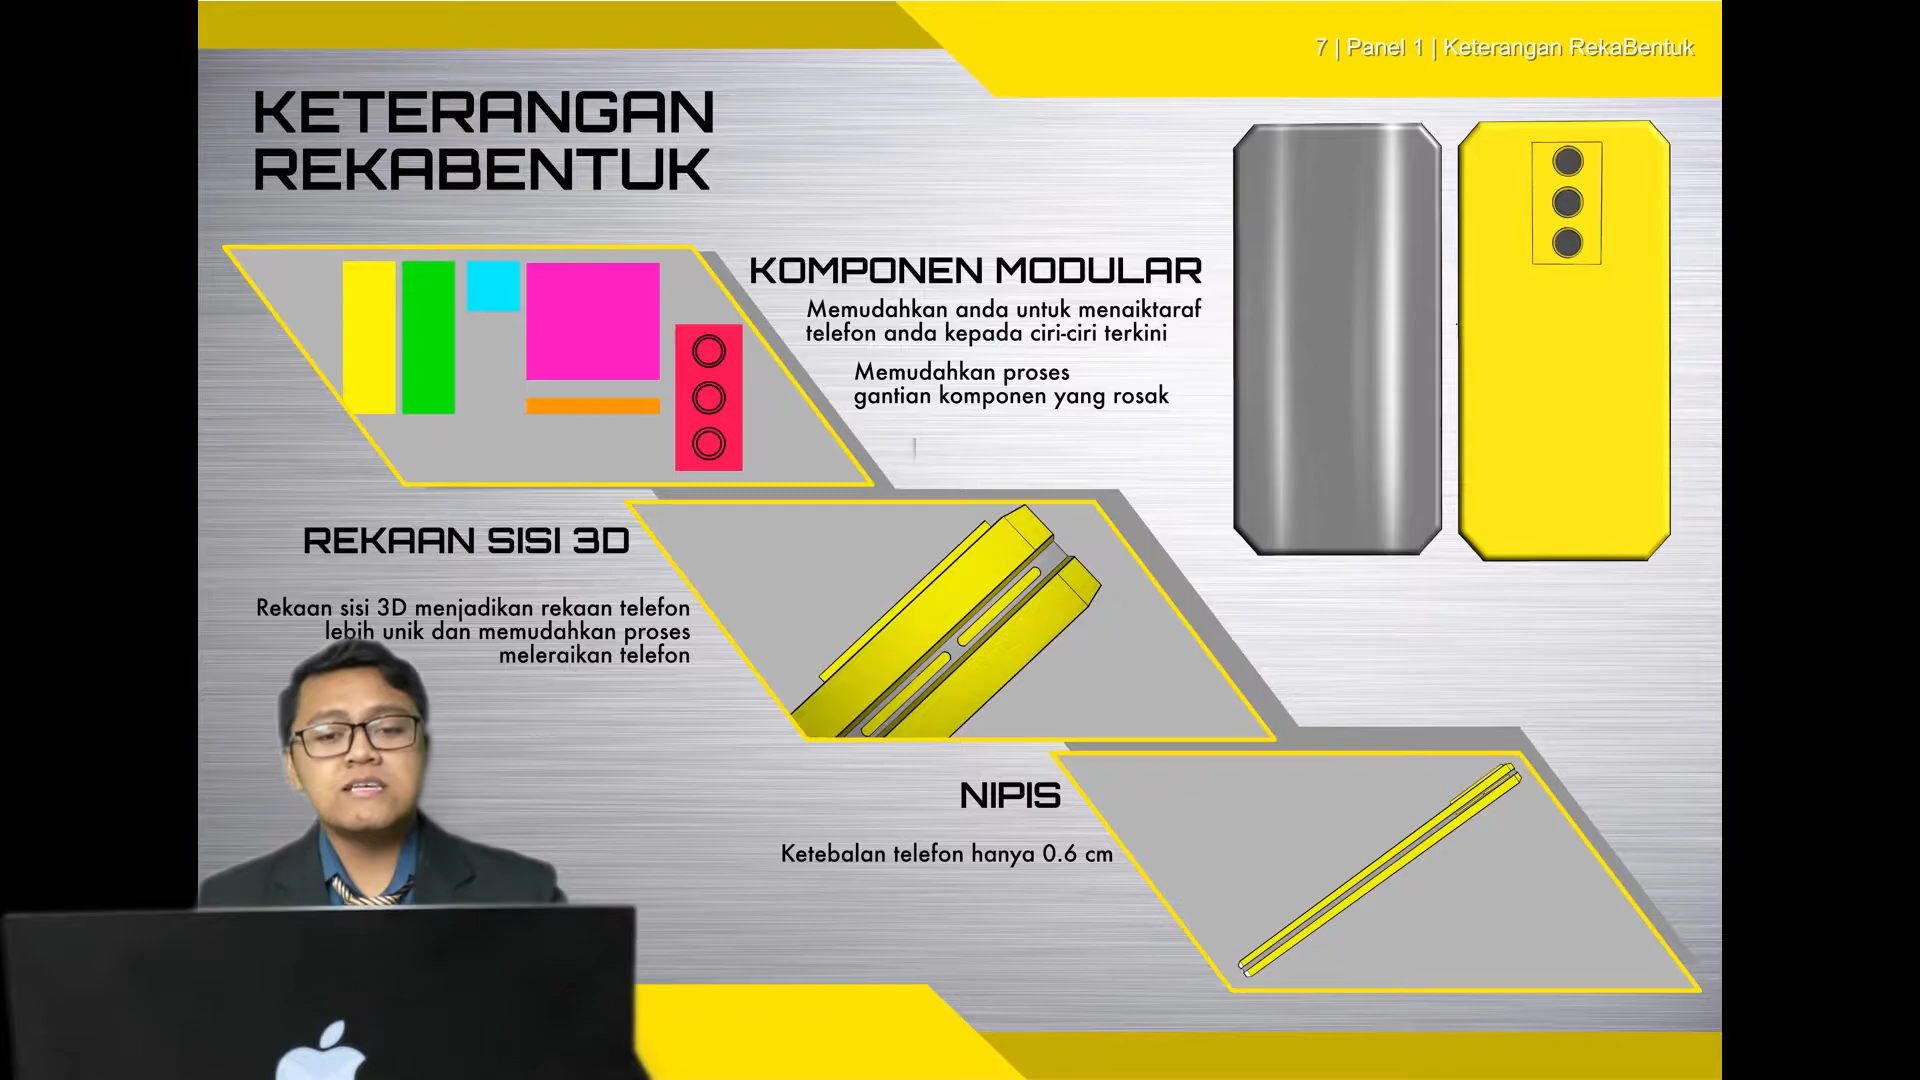 7 | Panel 1 | Keterangan RekaBentuk
KETERANGAN
REKABENTUK
KOMPONEN MODULAR
Memudahkan anda untuk menaiktaraf
telefon anda kepada ciri-ciri terkini
Memudahkan proses
gantian komponen yang rosak
REKAAN SISI 3D
Rekaan sisi 3D menjadikan rekaan telefon
lebih unik dan memudahkan proses
meleraikan telefon
NIPIS
Ketebalan telefon hanya 0.6 cm